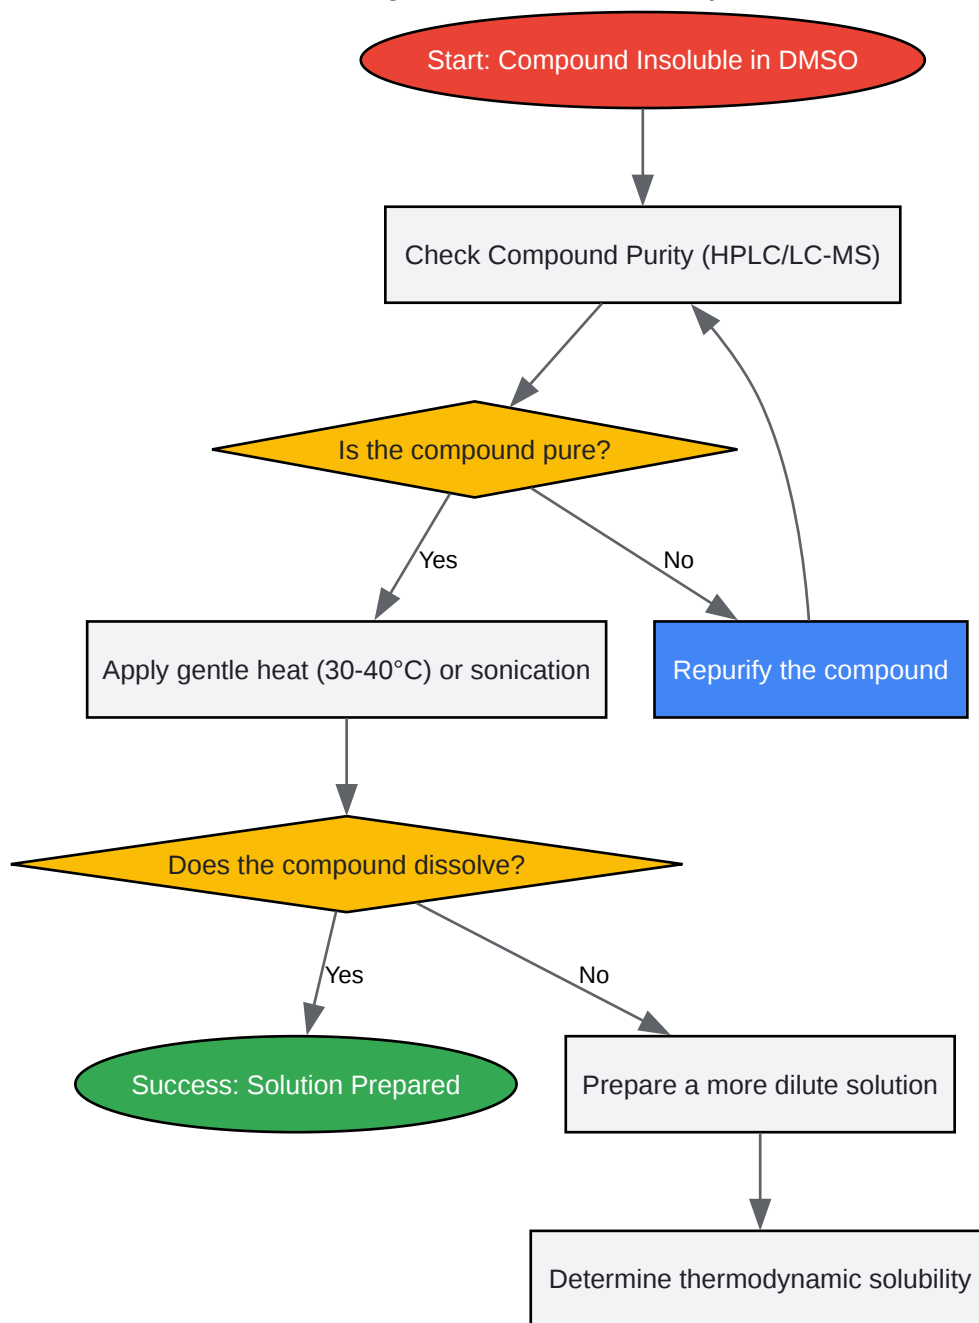 Start: Compound Insoluble in DMSO
Check Compound Purity (HPLC/LC-MS)
Is the compound pure?
Yes
No
Apply gentle heat (30-40°C) or sonication
Repurify the compound
Does the compound dissolve?
Yes
No
Success: Solution Prepared
Prepare a more dilute solution
Determine thermodynamic solubility